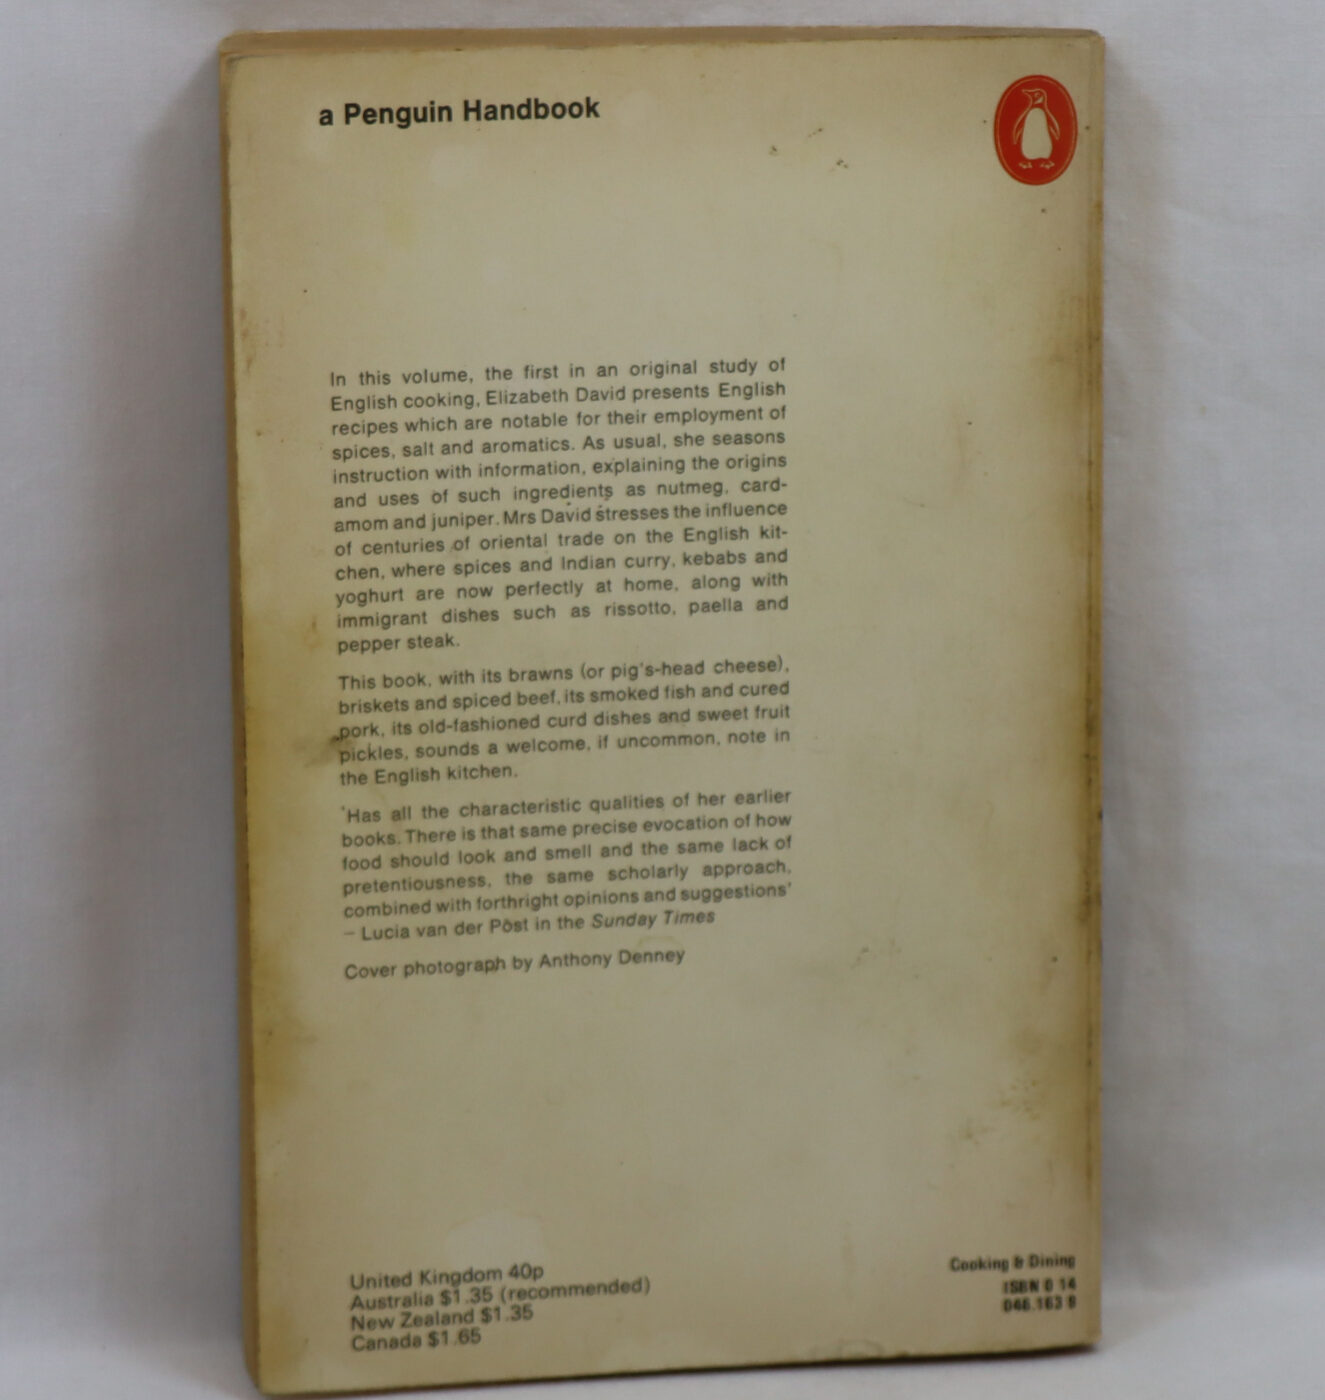 a Penguin Handbook
In this volume, the first in an original study of
English cooking, Elizabeth David presents English
recipes which are notable for their employment of
spices, salt and aromatics. As usual, she seasons
instruction with information, explaining the origins
and uses of such ingredients as nutmeg, card-
amom and juniper. Mrs David stresses the influence
of centuries of oriental trade on the English kit-
chen, where spices and Indian curry, kebabs and
yoghurt are now perfectly at home, along with
immigrant dishes such as rissotto, paella and
pepper steak.
This book, with its brawns (or pig's-head cheese),
briskets and spiced beef, its smoked fish and cured
pork, its old-fashioned curd dishes and sweet fruit
pickles, sounds a welcome, if uncommon, note in
the English kitchen.
'Has all the characteristic qualities of her earlier
books. There is that same precise evocation of how
food should look and smell and the same lack of
pretentiousness, the same scholarly approach,
combined with forthright opinions and suggestions'
– Lucia van der Post in the Sunday Times
Cover photograph by Anthony Denney
United Kingdom 40p
Australia $1.35 (recommended)
New Zealand $1.35
Canada $1.65
Cooking & Dining
ISBN 0 14
046.163 8